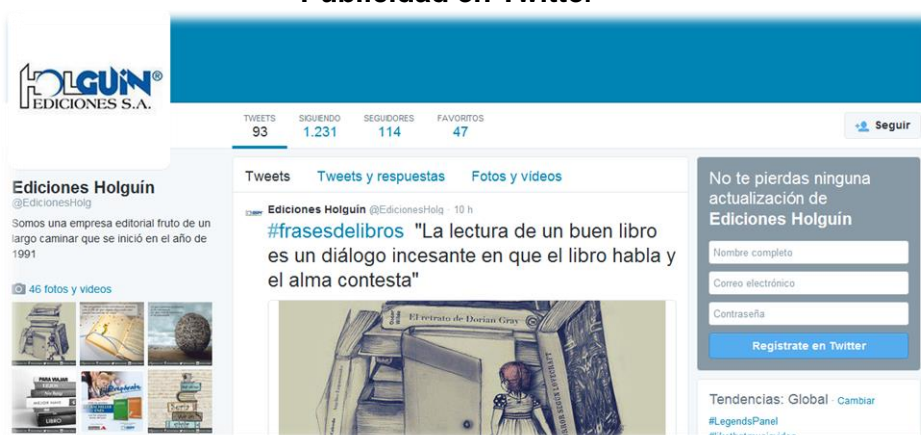 Publicidad en Twitter
HOLGUÍN®
EDICIONES S.A.
TWEETS SIGUIENDO SEGUIDORES FAVORITOS
93 1.231 114 47
Seguir
Ediciones Holguín
@EdicionesHolg
Somos una empresa editorial fruto de un
largo caminar que se inició en el año de
1991
46 fotos y videos
PARA VIAJAR
LIBRO
Tweets Tweets y respuestas Fotos y vídeos
Ediciones Holguín @EdicionesHolg · 10 h
#frasesdelibros "La lectura de un buen libro
es un diálogo incesante en que el libro habla y
el alma contesta"
El retrato de Dorian Gray
No te pierdas ninguna
actualización de
Ediciones Holguín
Nombre completo
Correo electrónico
Contraseña
Regístrate en Twitter
Tendencias: Global · Cambiar
#LegendsPanel